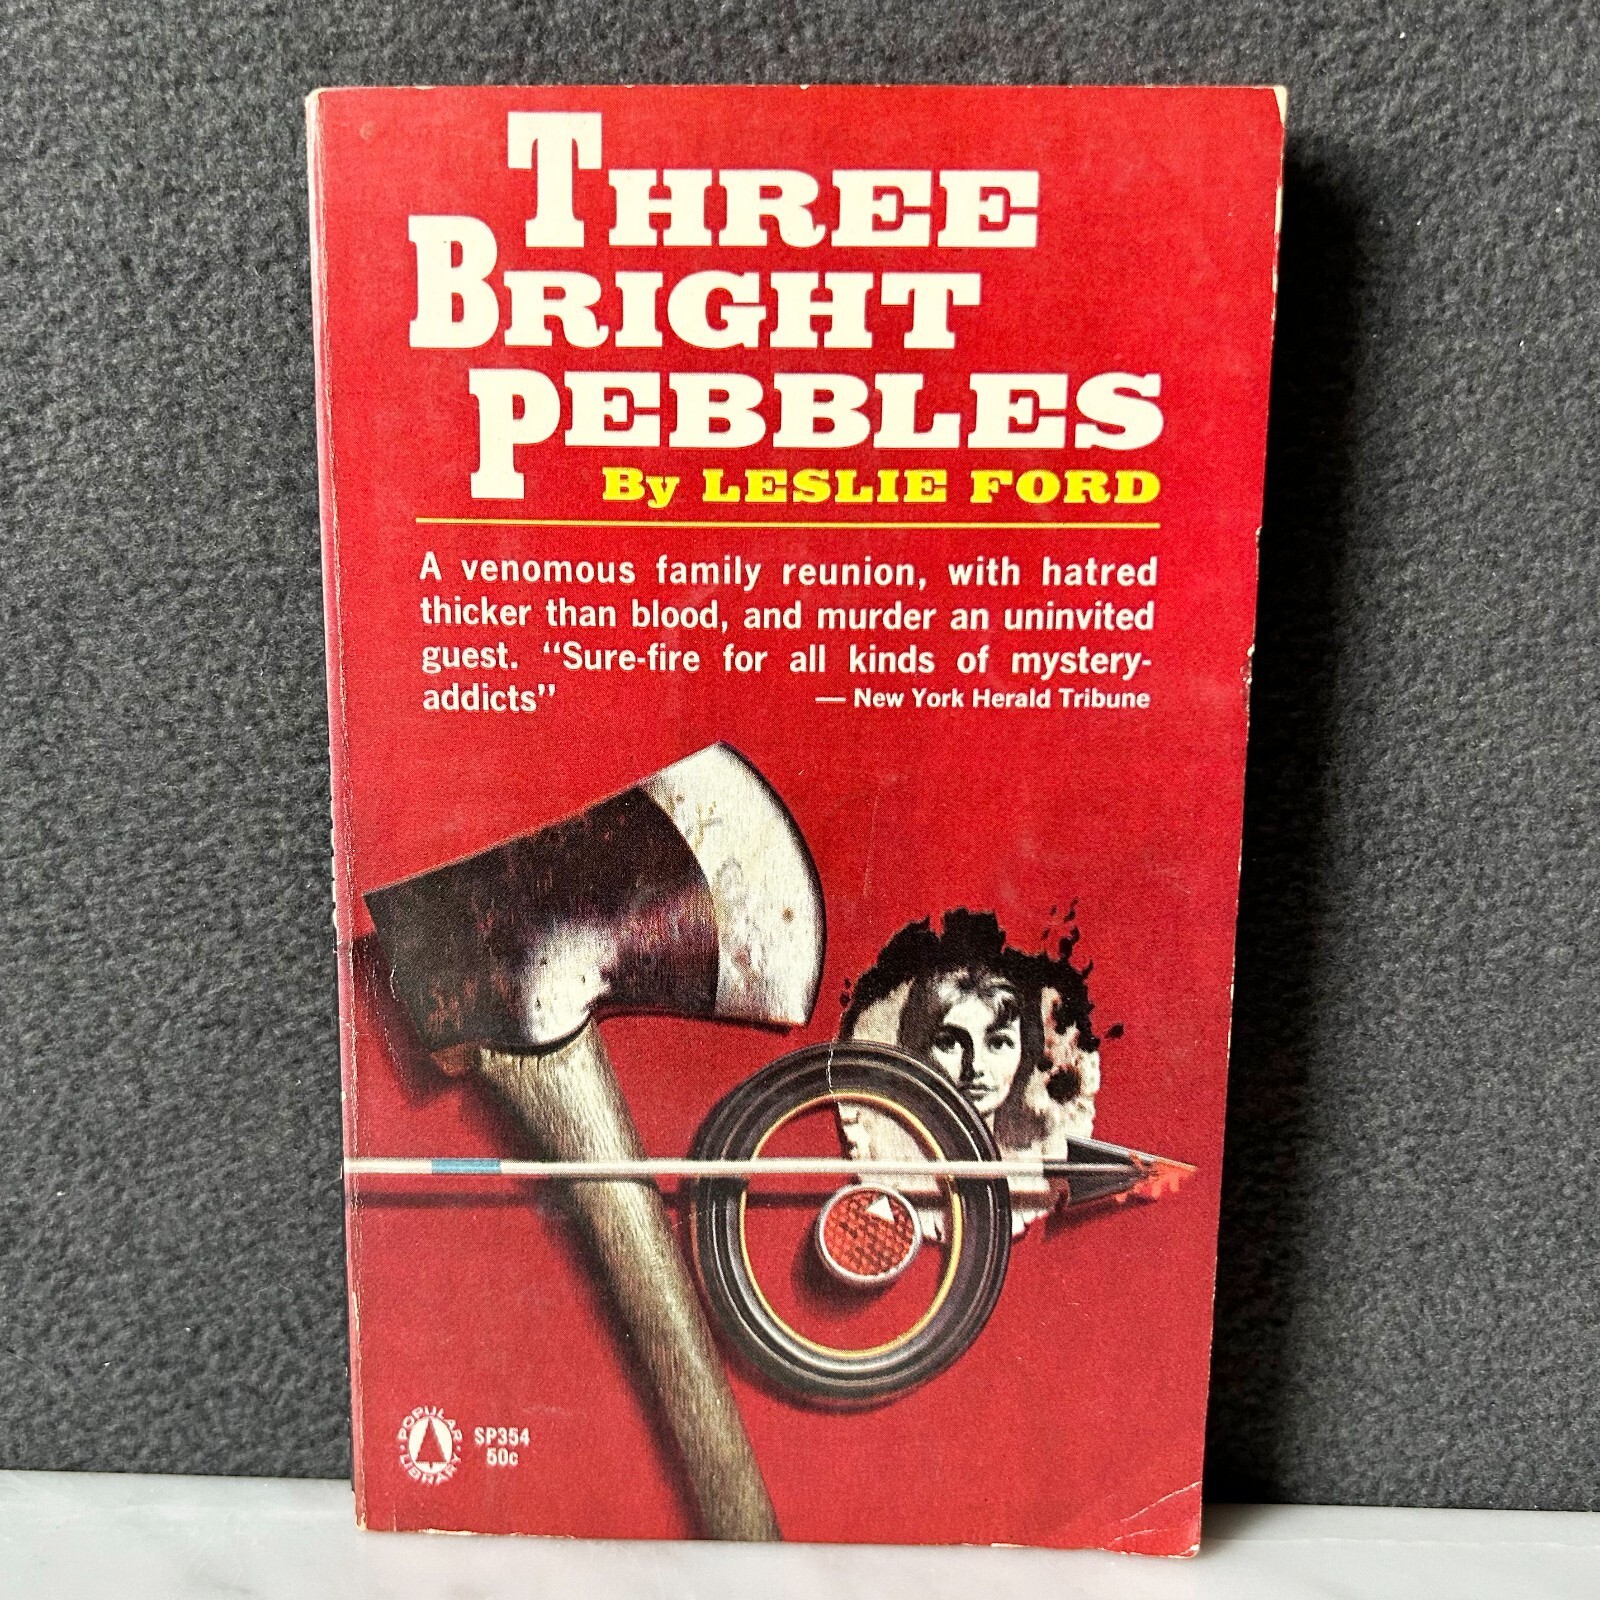 THREE
BRIGHT
PEBBLES
By LESLIE FORD
A venomous family reunion, with hatred
thicker than blood, and murder an uninvited
guest. “Sure-fire for all kinds of mystery-
addicts”
— New York Herald Tribune
POPULAR
LIBRARY
SP354
50c